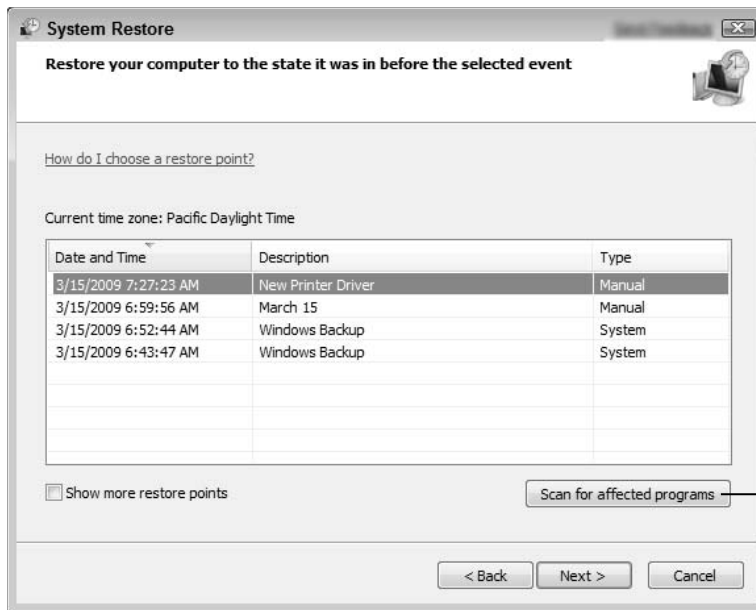 System Restore
Restore your computer to the state it was in before the selected event
How do I choose a restore point?
Current time zone: Pacific Daylight Time
Date and Time Description Type
3/15/2009 7:27:23 AM New Printer Driver Manual
3/15/2009 6:59:56 AM March 15 Manual
3/15/2009 6:52:44 AM Windows Backup System
3/15/2009 6:43:47 AM Windows Backup System
Show more restore points
Scan for affected programs
< Back Next > Cancel